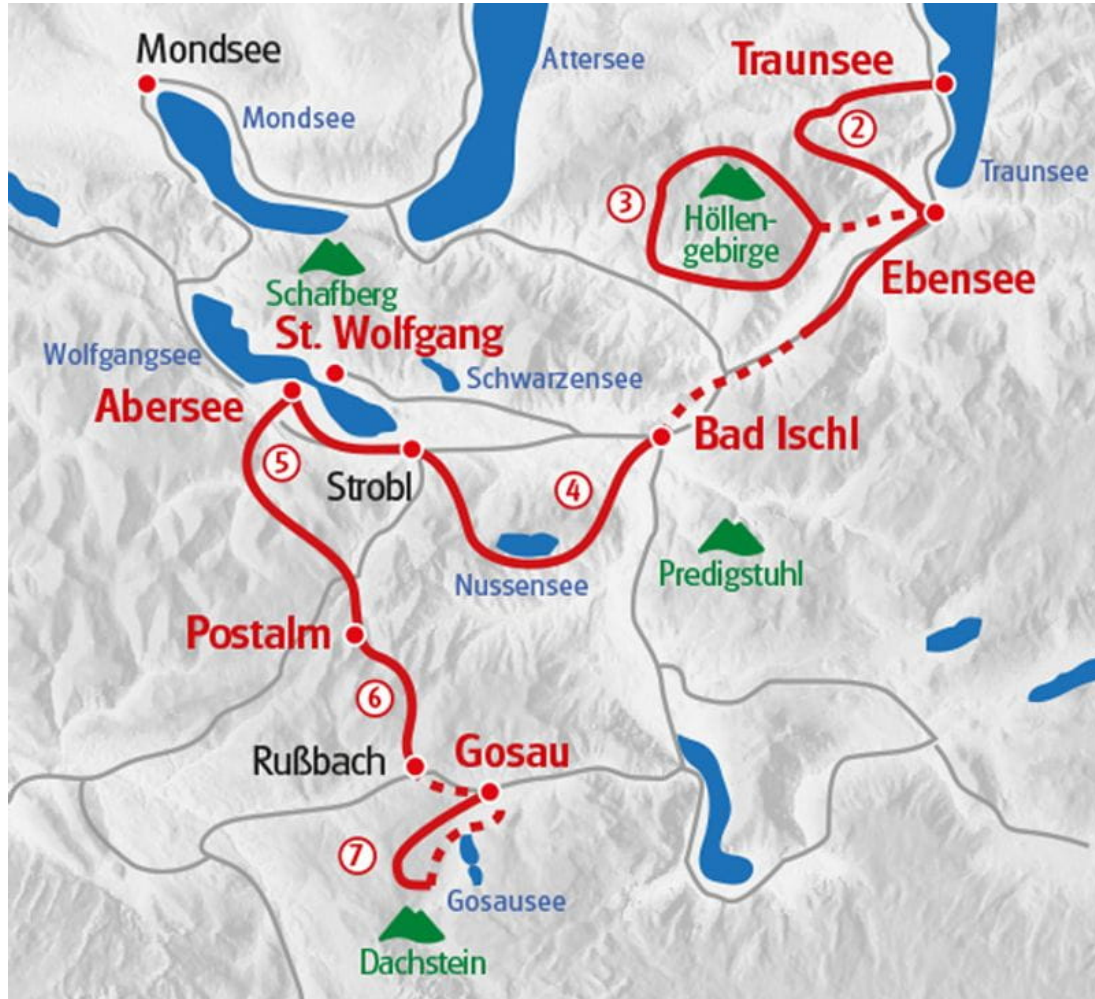 Mondsee
Attersee
Traunsee
Mondsee
2
Traunsee
3
Höllen-
gebirge
Ebensee
Schafberg
St. Wolfgang
Wolfgangsee
Schwarzensee
Abersee
Bad Ischl
5
Strobl
4
Nussensee
Predigstuhl
Postalm
6
Rußbach
Gosau
7
Gosausee
Dachstein